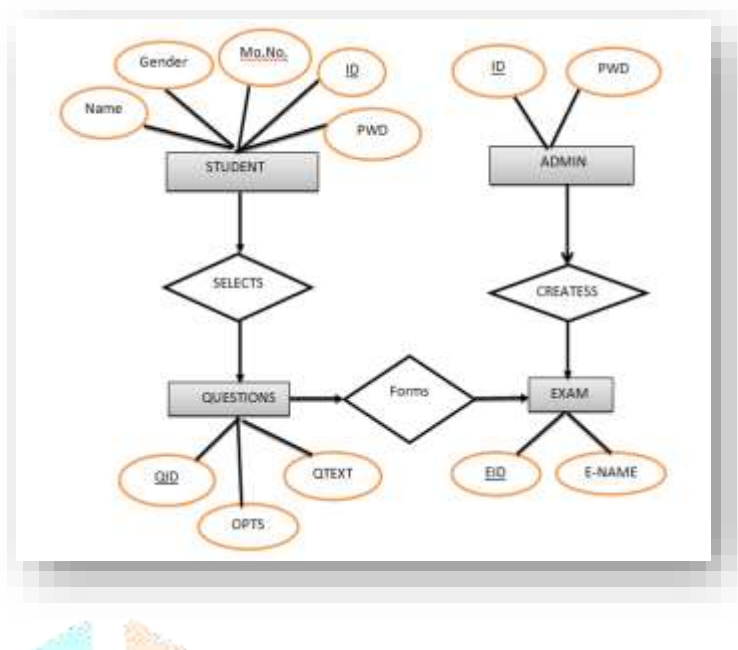 Mo.No.
Gender
ID
Name
PWD
STUDENT
ID
PWD
ADMIN
SELECTS
CREATESS
QUESTIONS
Forms
EXAM
QID
QTEXT
OPTS
EID
E-NAME